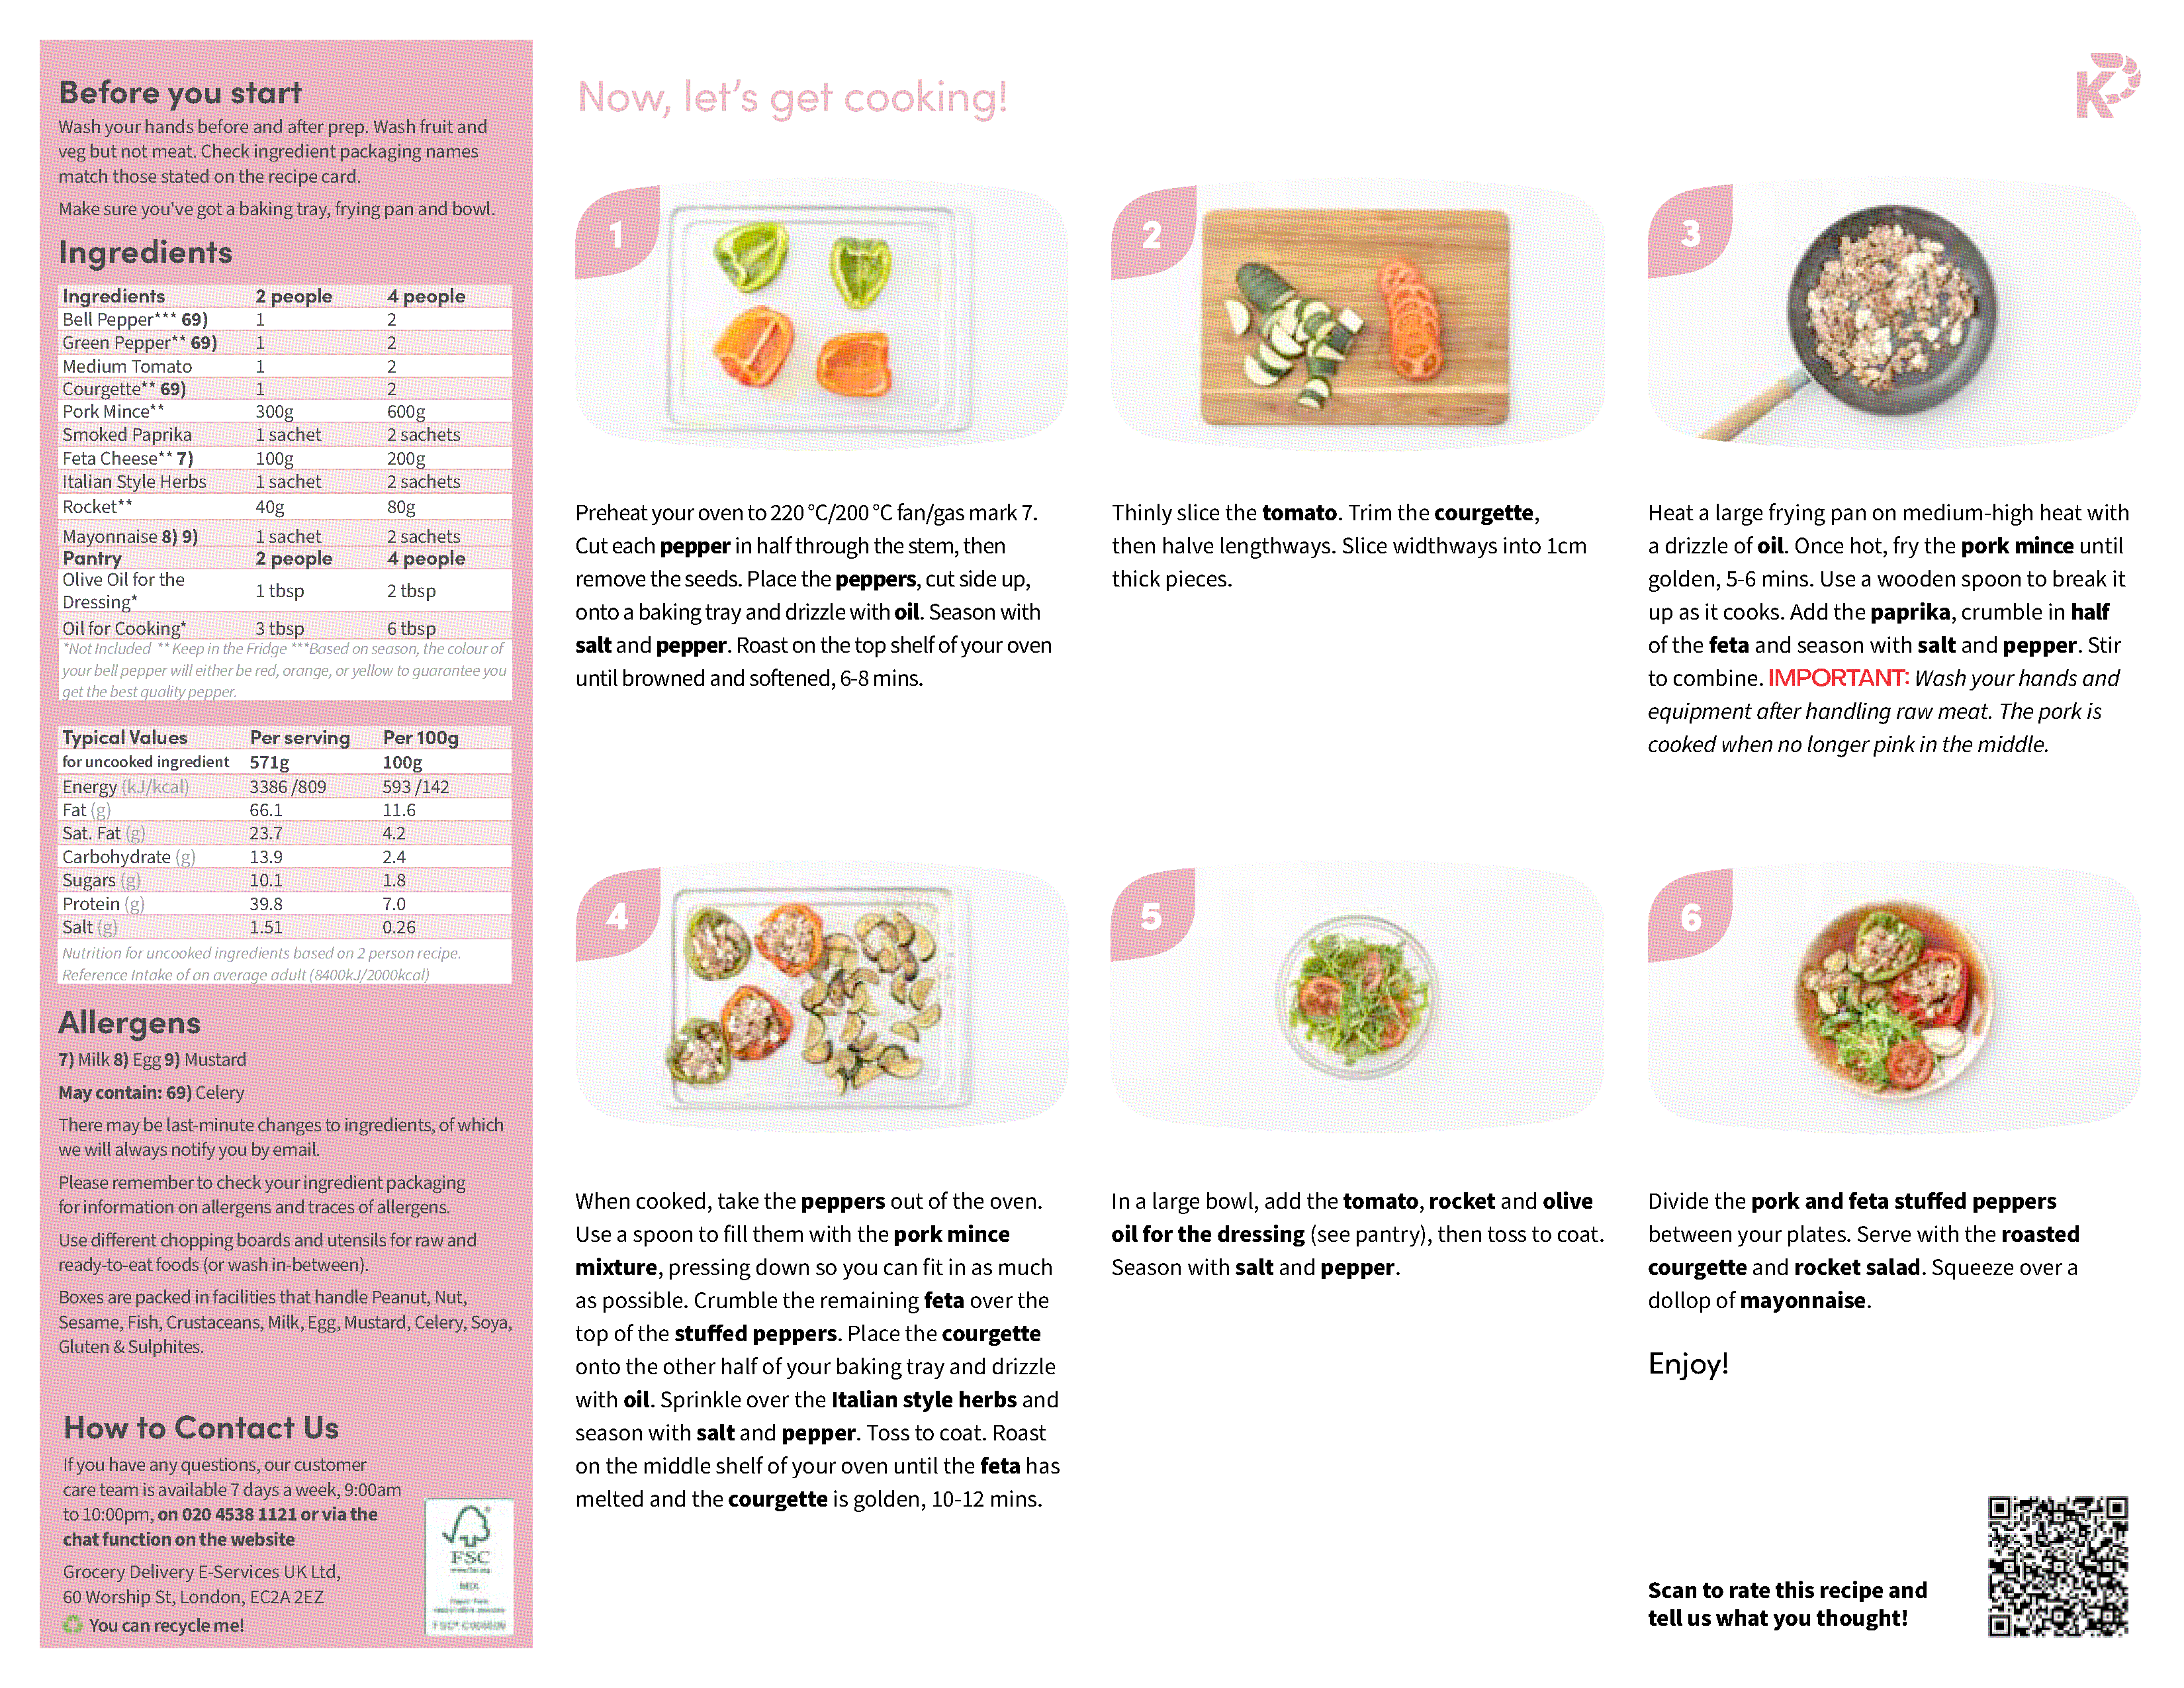 Before you start
Wash your hands before and after prep. Wash fruit and
veg but not meat. Check ingredient packaging names
match those stated on the recipe card.
Make sure you've got a baking tray, frying pan and bowl.
Ingredients
Ingredients 2 people 4 people
Bell Pepper*** 69) 1 2
Green Pepper** 69) 1 2
Medium Tomato 1 2
Courgette** 69) 1 2
Pork Mince** 300g 600g
Smoked Paprika 1 sachet 2 sachets
Feta Cheese** 7) 100g 200g
Italian Style Herbs 1 sachet 2 sachets
Rocket** 40g 80g
Mayonnaise 8) 9) 1 sachet 2 sachets
Pantry 2 people 4 people
Olive Oil for the
Dressing* 1 tbsp 2 tbsp
Oil for Cooking* 3 tbsp 6 tbsp
*Not Included ** Keep in the Fridge ***Based on season, the colour of
your bell pepper will either be red, orange, or yellow to guarantee you
get the best quality pepper.
Typical Values Per serving Per 100g
for uncooked ingredient 571g 100g
Energy (kJ/kcal) 3386 /809 593 /142
Fat (g) 66.1 11.6
Sat. Fat (g) 23.7 4.2
Carbohydrate (g) 13.9 2.4
Sugars (g) 10.1 1.8
Protein (g) 39.8 7.0
Salt (g) 1.51 0.26
Nutrition for uncooked ingredients based on 2 person recipe.
Reference Intake of an average adult (8400kJ/2000kcal)
Allergens
7) Milk 8) Egg 9) Mustard
May contain: 69) Celery
There may be last-minute changes to ingredients, of which
we will always notify you by email.
Please remember to check your ingredient packaging
for information on allergens and traces of allergens.
Use different chopping boards and utensils for raw and
ready-to-eat foods (or wash in-between).
Boxes are packed in facilities that handle Peanut, Nut,
Sesame, Fish, Crustaceans, Milk, Egg, Mustard, Celery, Soya,
Gluten & Sulphites.
How to Contact Us
If you have any questions, our customer
care team is available 7 days a week, 9:00am
to 10:00pm, on 020 4538 1121 or via the
chat function on the website
Grocery Delivery E-Services UK Ltd,
60 Worship St, London, EC2A 2EZ
You can recycle me!
FSC
Now, let's get cooking!
K
1
Preheat your oven to 220 °C/200 °C fan/gas mark 7.
Cut each pepper in half through the stem, then
remove the seeds. Place the peppers, cut side up,
onto a baking tray and drizzle with oil. Season with
salt and pepper. Roast on the top shelf of your oven
until browned and softened, 6-8 mins.
2
Thinly slice the tomato. Trim the courgette,
then halve lengthways. Slice widthways into 1cm
thick pieces.
3
Heat a large frying pan on medium-high heat with
a drizzle of oil. Once hot, fry the pork mince until
golden, 5-6 mins. Use a wooden spoon to break it
up as it cooks. Add the paprika, crumble in half
of the feta and season with salt and pepper. Stir
to combine. IMPORTANT: Wash your hands and
equipment after handling raw meat. The pork is
cooked when no longer pink in the middle.
4
When cooked, take the peppers out of the oven.
Use a spoon to fill them with the pork mince
mixture, pressing down so you can fit in as much
as possible. Crumble the remaining feta over the
top of the stuffed peppers. Place the courgette
onto the other half of your baking tray and drizzle
with oil. Sprinkle over the Italian style herbs and
season with salt and pepper. Toss to coat. Roast
on the middle shelf of your oven until the feta has
melted and the courgette is golden, 10-12 mins.
5
In a large bowl, add the tomato, rocket and olive
oil for the dressing (see pantry), then toss to coat.
Season with salt and pepper.
6
Divide the pork and feta stuffed peppers
between your plates. Serve with the roasted
courgette and rocket salad. Squeeze over a
dollop of mayonnaise.
Enjoy!
Scan to rate this recipe and
tell us what you thought!